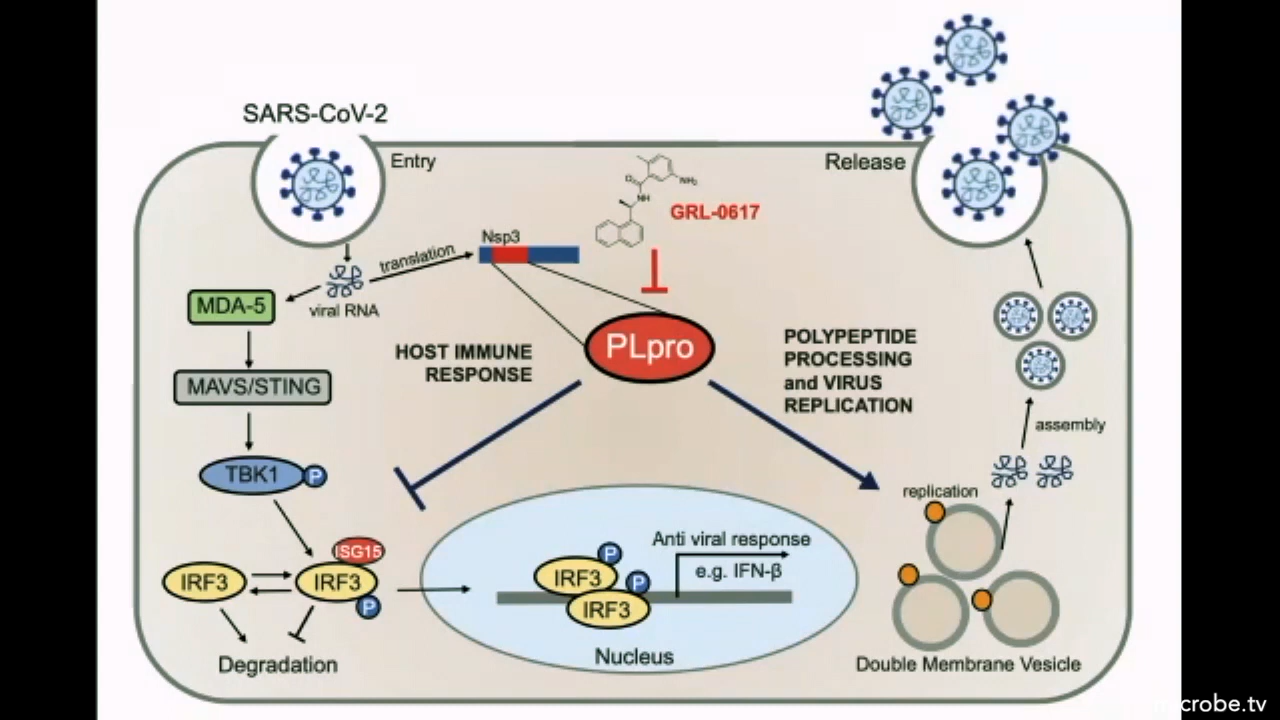 SARS-CoV-2
Entry
Release
O
NH₂
NH
GRL-0617
Nsp3
translation
viral RNA
MDA-5
MAVS/STING
TBK1
P
HOST IMMUNE
RESPONSE
PLpro
POLYPEPTIDE
PROCESSING
and VIRUS
REPLICATION
assembly
replication
ISG15
IRF3
IRF3
P
Degradation
P
IRF3
P
IRF3
Anti viral response
e.g. IFN-β
Nucleus
Double Membrane Vesicle
crobe.tv